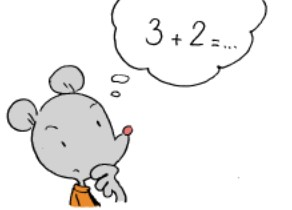 3 + 2 = ...